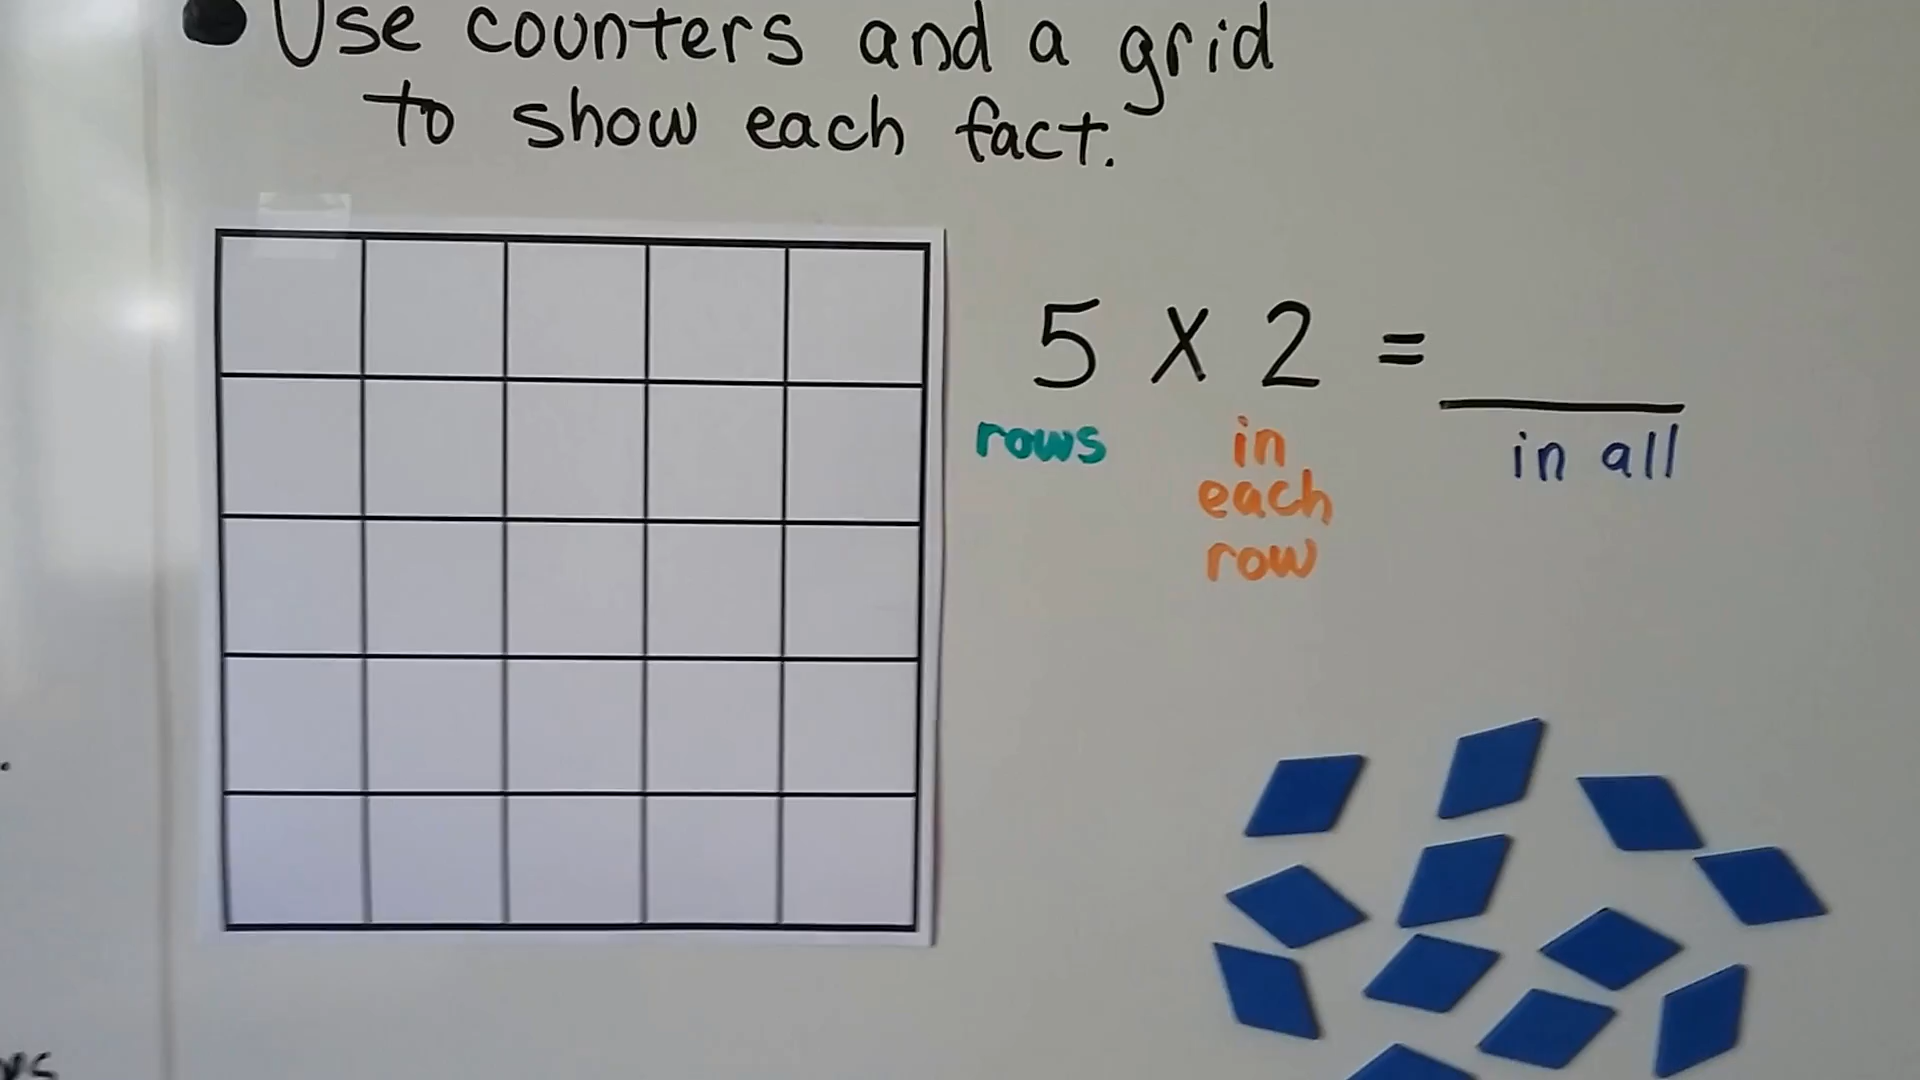 Use counters and a grid
to show each fact.
5 x 2 = ____
rows
in
each
row
in all